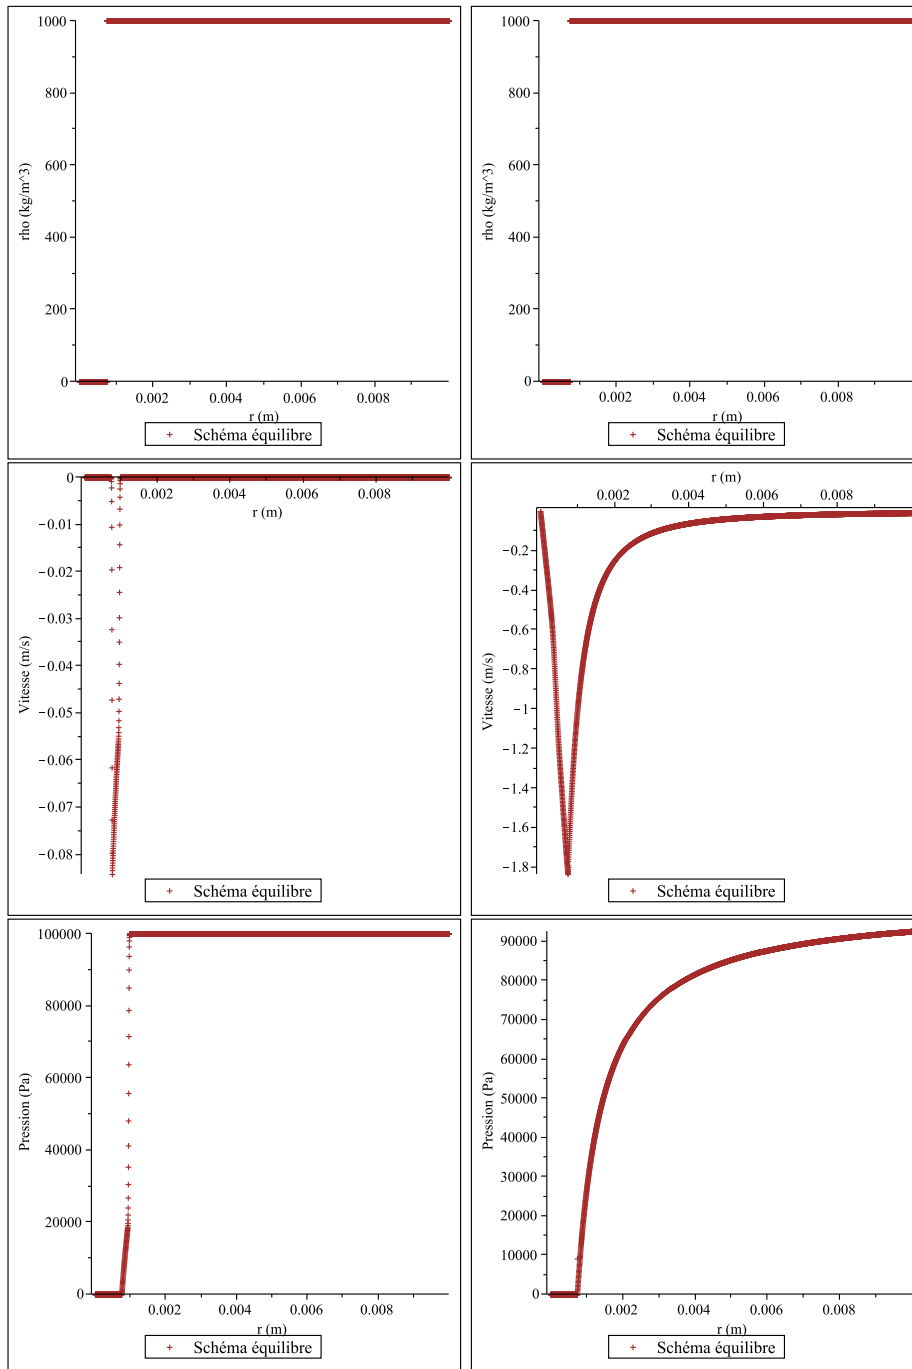 1000
800
600
400
200
0
rho (kg/m^3)
0.002 0.004 0.006 0.008
r (m)
+ Schéma équilibre
1000
800
600
400
200
0
rho (kg/m^3)
0.002 0.004 0.006 0.008
r (m)
+ Schéma équilibre
0
−0.01
−0.02
−0.03
−0.04
−0.05
−0.06
−0.07
−0.08
Vitesse (m/s)
0.002 0.004 0.006 0.008
r (m)
+ Schéma équilibre
r (m)
0.002 0.004 0.006 0.008
−0.2
−0.4
−0.6
−0.8
−1
−1.2
−1.4
−1.6
−1.8
Vitesse (m/s)
+ Schéma équilibre
100000
80000
60000
40000
20000
0
Pression (Pa)
0.002 0.004 0.006 0.008
r (m)
+ Schéma équilibre
90000
80000
70000
60000
50000
40000
30000
20000
10000
0
Pression (Pa)
0.002 0.004 0.006 0.008
r (m)
+ Schéma équilibre